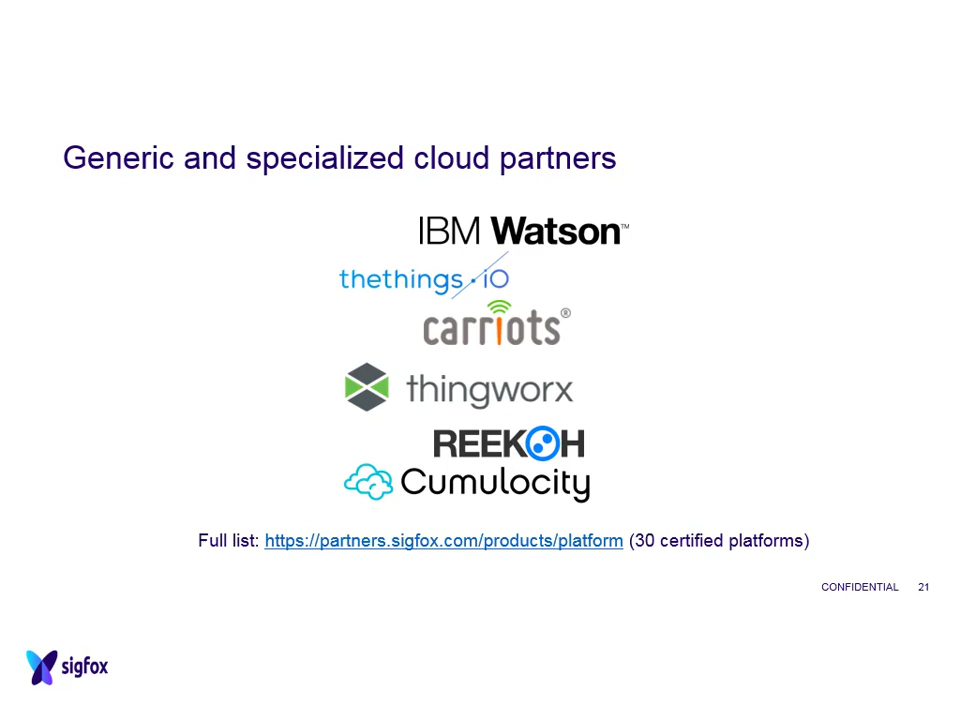 Generic and specialized cloud partners
IBM Watson™
thethings.iO
carriots®
thingworx
REEKOH
Cumulocity
Full list: https://partners.sigfox.com/products/platform (30 certified platforms)
CONFIDENTIAL 21
sigfox